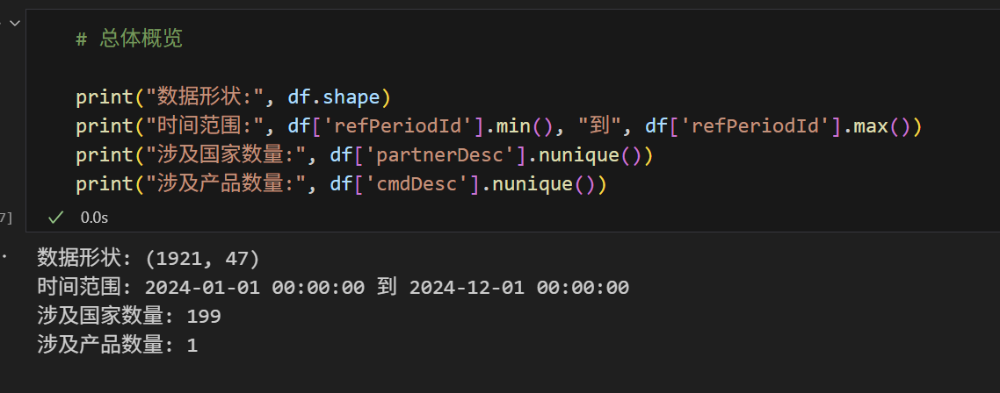 # 总体概览
print("数据形状:", df.shape)
print("时间范围:", df['refPeriodId'].min(), "到", df['refPeriodId'].max())
print("涉及国家数量:", df['partnerDesc'].nunique())
print("涉及产品数量:", df['cmdDesc'].nunique())
7]
0.0s
数据形状: (1921, 47)
时间范围: 2024-01-01 00:00:00 到 2024-12-01 00:00:00
涉及国家数量: 199
涉及产品数量: 1